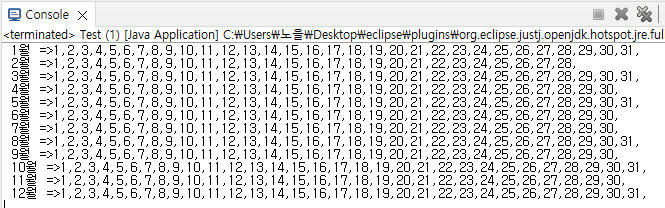 Console
<terminated> Test (1) [Java Application] C:\Users\노을\Desktop\eclipse\plugins\org.eclipse.justj.openjdk.hotspot.jre.full
1월 =>1,2,3,4,5,6,7,8,9,10,11,12,13,14,15,16,17,18,19,20,21,22,23,24,25,26,27,28,29,30,31,
2월 =>1,2,3,4,5,6,7,8,9,10,11,12,13,14,15,16,17,18,19,20,21,22,23,24,25,26,27,28,
3월 =>1,2,3,4,5,6,7,8,9,10,11,12,13,14,15,16,17,18,19,20,21,22,23,24,25,26,27,28,29,30,31,
4월 =>1,2,3,4,5,6,7,8,9,10,11,12,13,14,15,16,17,18,19,20,21,22,23,24,25,26,27,28,29,30,
5월 =>1,2,3,4,5,6,7,8,9,10,11,12,13,14,15,16,17,18,19,20,21,22,23,24,25,26,27,28,29,30,31,
6월 =>1,2,3,4,5,6,7,8,9,10,11,12,13,14,15,16,17,18,19,20,21,22,23,24,25,26,27,28,29,30,
7월 =>1,2,3,4,5,6,7,8,9,10,11,12,13,14,15,16,17,18,19,20,21,22,23,24,25,26,27,28,29,30,
8월 =>1,2,3,4,5,6,7,8,9,10,11,12,13,14,15,16,17,18,19,20,21,22,23,24,25,26,27,28,29,30,31,
9월 =>1,2,3,4,5,6,7,8,9,10,11,12,13,14,15,16,17,18,19,20,21,22,23,24,25,26,27,28,29,30,
10월 =>1,2,3,4,5,6,7,8,9,10,11,12,13,14,15,16,17,18,19,20,21,22,23,24,25,26,27,28,29,30,31,
11월 =>1,2,3,4,5,6,7,8,9,10,11,12,13,14,15,16,17,18,19,20,21,22,23,24,25,26,27,28,29,30,
12월 =>1,2,3,4,5,6,7,8,9,10,11,12,13,14,15,16,17,18,19,20,21,22,23,24,25,26,27,28,29,30,31,